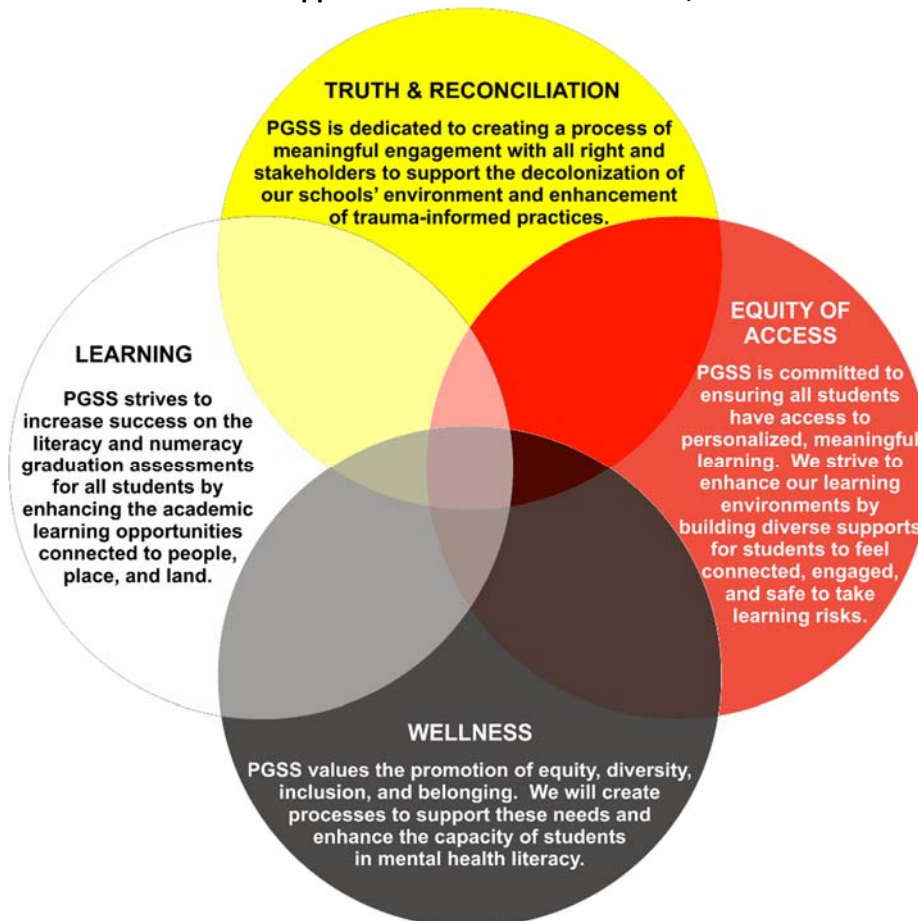 TRUTH & RECONCILIATION
PGSS is dedicated to creating a process of
meaningful engagement with all right and
stakeholders to support the decolonization of
our schools' environment and enhancement
of trauma-informed practices.
LEARNING
PGSS strives to
increase success on the
literacy and numeracy
graduation assessments
for all students by
enhancing the academic
learning opportunities
connected to people,
place, and land.
EQUITY OF
ACCESS
PGSS is committed to
ensuring all students
have access to
personalized, meaningful
learning.  We strive to
enhance our learning
environments by
building diverse supports
for students to feel
connected, engaged,
and safe to take
learning risks.
WELLNESS
PGSS values the promotion of equity, diversity,
inclusion, and belonging.  We will create
processes to support these needs and
enhance the capacity of students
in mental health literacy.